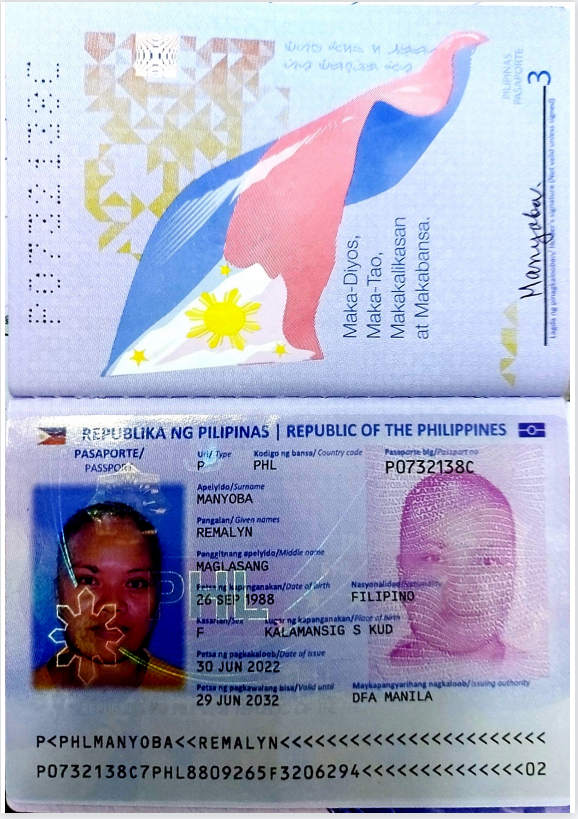 PILIPINAS
PASAPORTE
3
Manyoba.
Lagda ng pinagkalooban/ Holder's signature (Not valid unless signed)
Maka-Diyos,
Maka-Tao,
Makakalikasan
at Makabansa.
REPUBLIKA NG PILIPINAS | REPUBLIC OF THE PHILIPPINES
PASAPORTE/
PASSPORT
Uri/ Type Kodigo ng bansa/ Country code Pasaporte blg/Passport no
P PHL P0732138C
Apelyido/Surname
MANYOBA
Pangalan/ Given names
REMALYN
Panggitnang apelyido/Middle name
MAGLASANG
Petsa ng kapanganakan/Date of birth Nasyonalidad/Nationality
26 SEP 1988 FILIPINO
Kasarian/Sex Lugar ng kapanganakan/Place of birth
F KALAMANSIG S KUD
Petsa ng pagkakaloob/Date of issue
30 JUN 2022
Petsa ng pagkawalang bisa/Valid until Maykapangyarihang nagkaloob/Issuing authority
29 JUN 2032 DFA MANILA
PHL
P<PHLMANYOBA<<REMALYN<<<<<<<<<<<<<<<<<<<<<<<
P0732138C7PHL8809265F3206294<<<<<<<<<<<<<<02